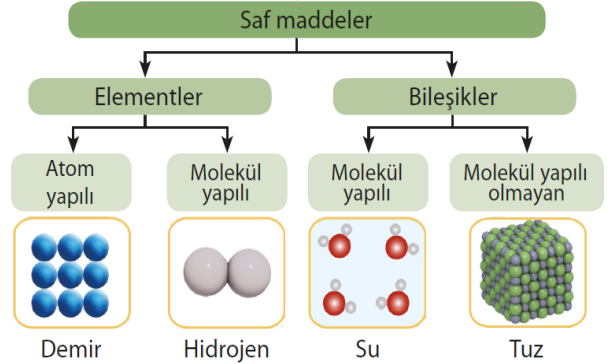 Saf maddeler
Elementler
Bileşikler
Atom
yapılı
Molekül
yapılı
Molekül
yapılı
Molekül yapılı
olmayan
Demir
Hidrojen
Su
Tuz